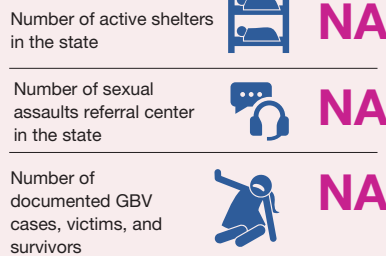 Number of active shelters
in the state
NA
Number of sexual
assaults referral center
in the state
NA
Number of
documented GBV
cases, victims, and
survivors
NA